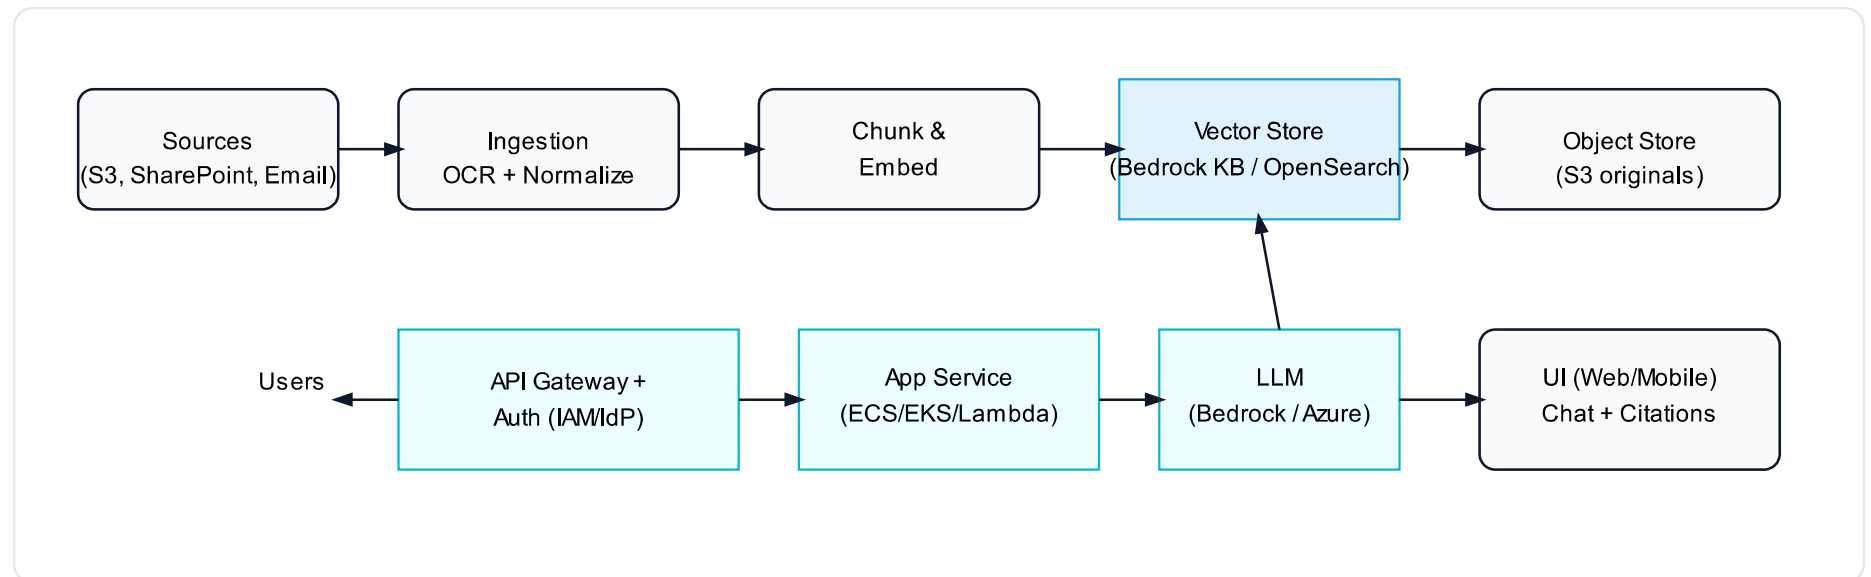 Sources
(S3, SharePoint, Email)
Ingestion
OCR + Normalize
Chunk &
Embed
Vector Store
(Bedrock KB / OpenSearch)
Object Store
(S3 originals)
Users
API Gateway +
Auth (IAM/IdP)
App Service
(ECS/EKS/Lambda)
LLM
(Bedrock / Azure)
UI (Web/Mobile)
Chat + Citations